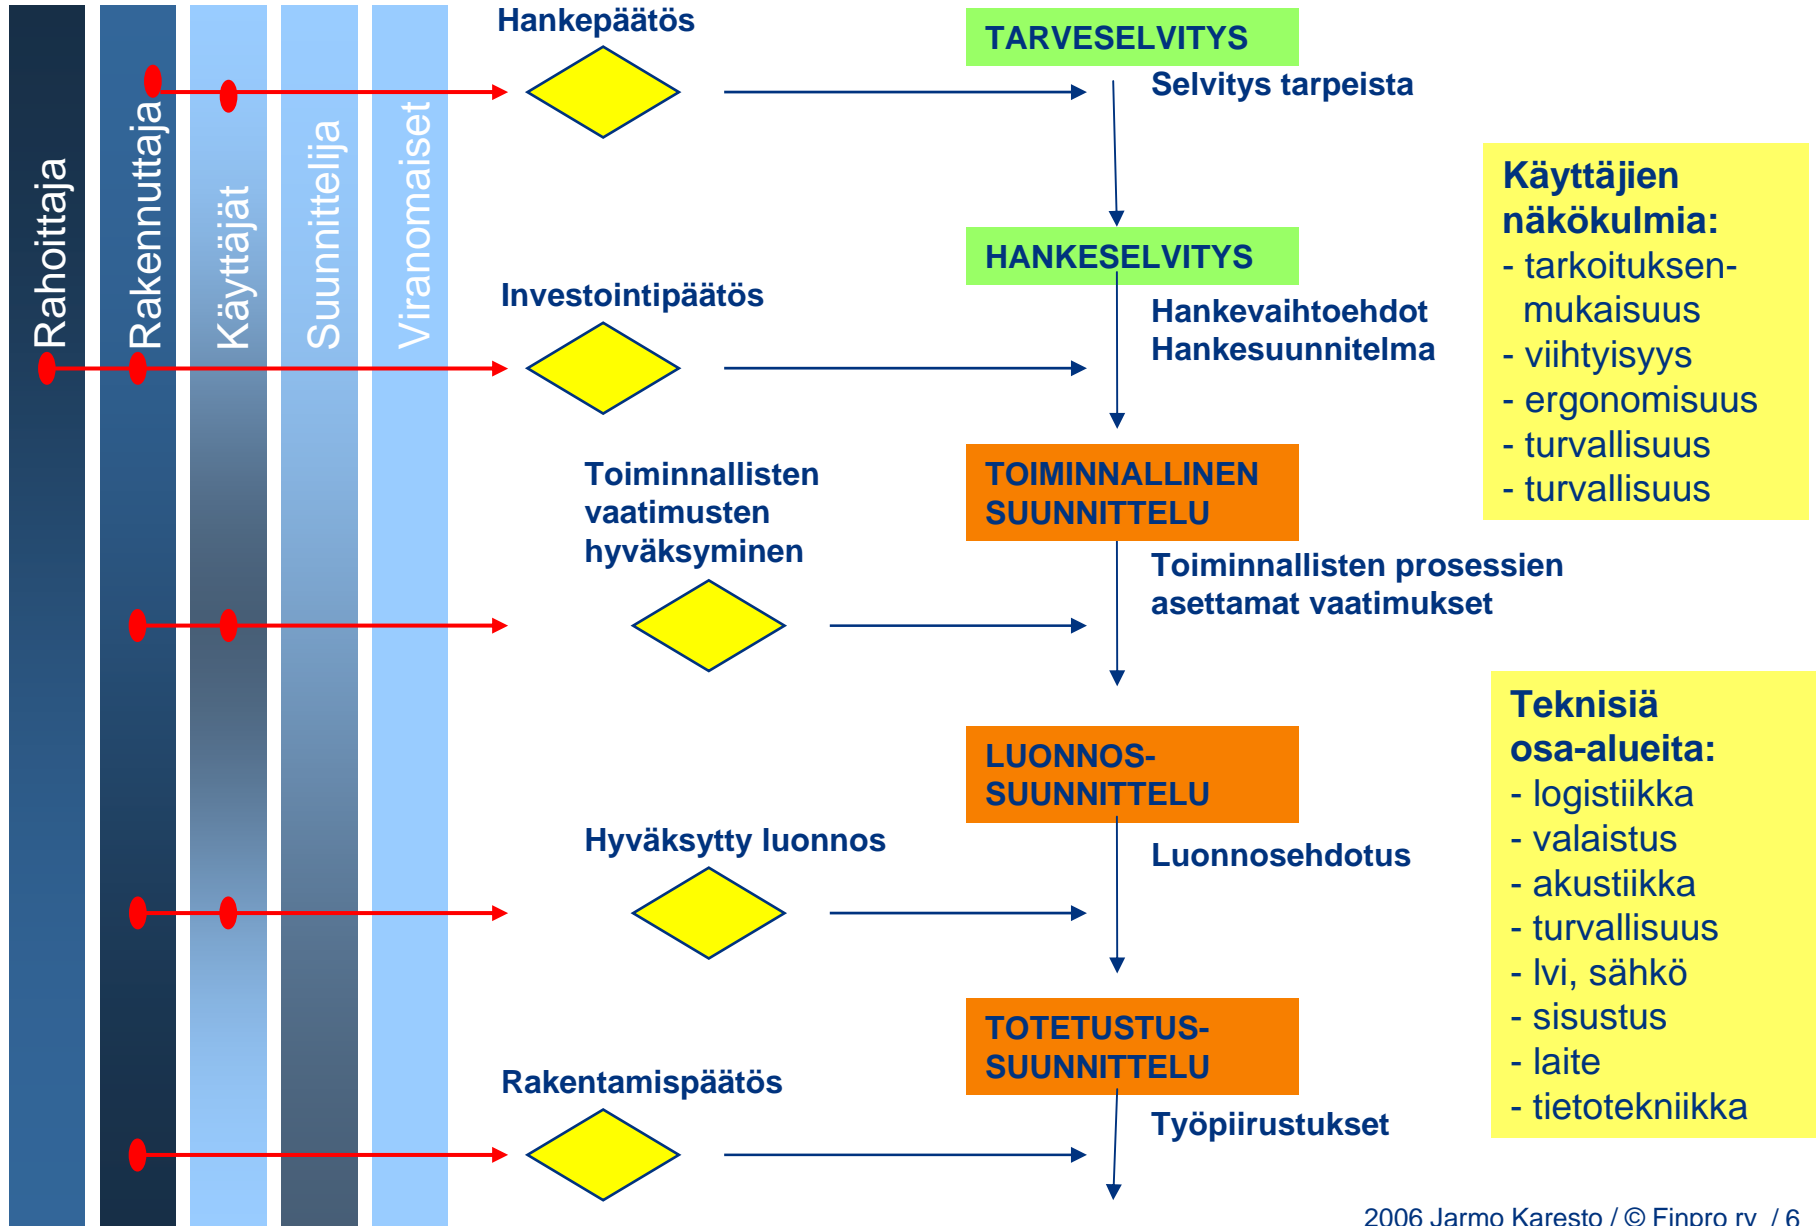 Rahoittaja
Rakennuttaja
Käyttäjät
Suunnittelija
Viranomaiset
Hankepäätös
TARVESELVITYS
Selvitys tarpeista
HANKESELVITYS
Investointipäätös
Hankevaihtoehdot
Hankesuunnitelma
Toiminnallisten
vaatimusten
hyväksyminen
TOIMINNALLINEN
SUUNNITTELU
Toiminnallisten prosessien
asettamat vaatimukset
LUONNOS-
SUUNNITTELU
Hyväksytty luonnos
Luonnosehdotus
TOTETUSTUS-
SUUNNITTELU
Rakentamispäätös
Työpiirustukset
Käyttäjien
näkökulmia:
- tarkoituksen-
mukaisuus
- viihtyisyys
- ergonomisuus
- turvallisuus
- turvallisuus
Teknisiä
osa-alueita:
- logistiikka
- valaistus
- akustiikka
- turvallisuus
- lvi, sähkö
- sisustus
- laite
- tietotekniikka
2006 Jarmo Karesto / © Finpro ry / 6